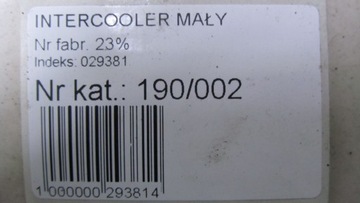 INTERCOOLER MAŁY
Nr fabr. 23%
Indeks: 029381
Nr kat.: 190/002
1 000000 293814